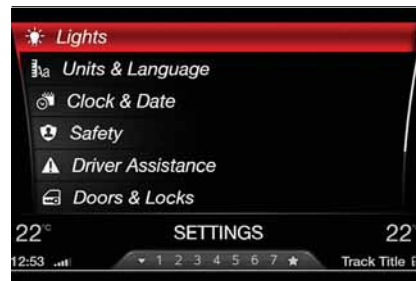 Lights
Aa Units & Language
Clock & Date
Safety
Driver Assistance
Doors & Locks
22°c SETTINGS 22°
12:53 1 2 3 4 5 6 7 Track Title